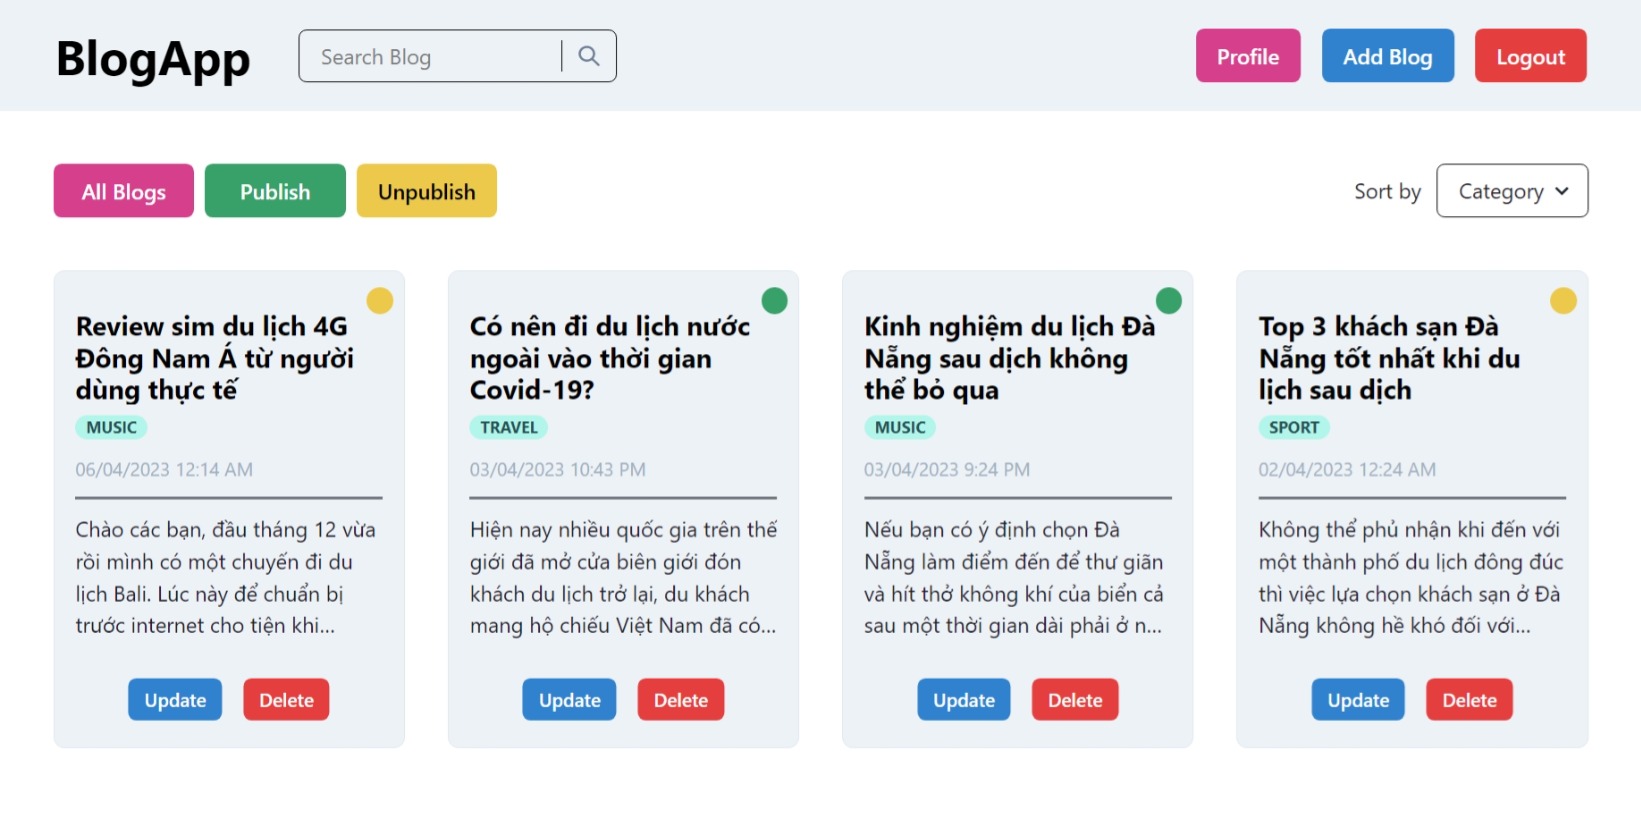 BlogApp
Search Blog
Profile
Add Blog
Logout
All Blogs
Publish
Unpublish
Sort by
Category
Review sim du lịch 4G
Đông Nam Á từ người
dùng thực tế
MUSIC
06/04/2023 12:14 AM
Chào các bạn, đầu tháng 12 vừa
rồi mình có một chuyến đi du
lịch Bali. Lúc này để chuẩn bị
trước internet cho tiện khi...
Update
Delete
Có nên đi du lịch nước
ngoài vào thời gian
Covid-19?
TRAVEL
03/04/2023 10:43 PM
Hiện nay nhiều quốc gia trên thế
giới đã mở cửa biên giới đón
khách du lịch trở lại, du khách
mang hộ chiếu Việt Nam đã có...
Update
Delete
Kinh nghiệm du lịch Đà
Nẵng sau dịch không
thể bỏ qua
MUSIC
03/04/2023 9:24 PM
Nếu bạn có ý định chọn Đà
Nẵng làm điểm đến để thư giãn
và hít thở không khí của biển cả
sau một thời gian dài phải ở n...
Update
Delete
Top 3 khách sạn Đà
Nẵng tốt nhất khi du
lịch sau dịch
SPORT
02/04/2023 12:24 AM
Không thể phủ nhận khi đến với
một thành phố du lịch đông đúc
thì việc lựa chọn khách sạn ở Đà
Nẵng không hề khó đối với...
Update
Delete